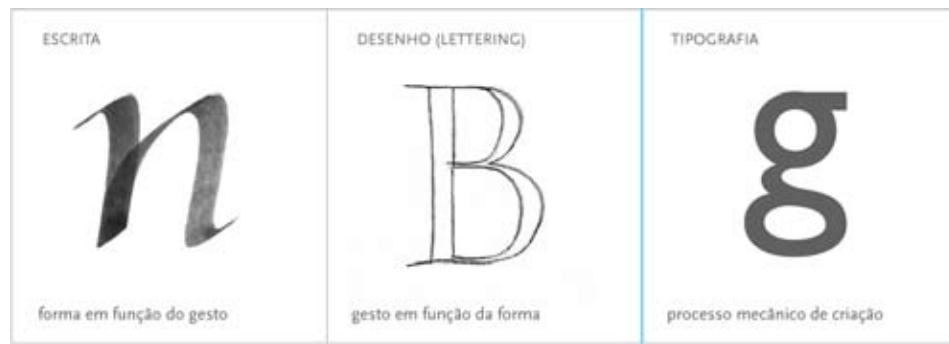 ESCRITA
n
forma em função do gesto
DESENHO (LETTERING)
B
gesto em função da forma
TIPOGRAFIA
g
processo mecânico de criação